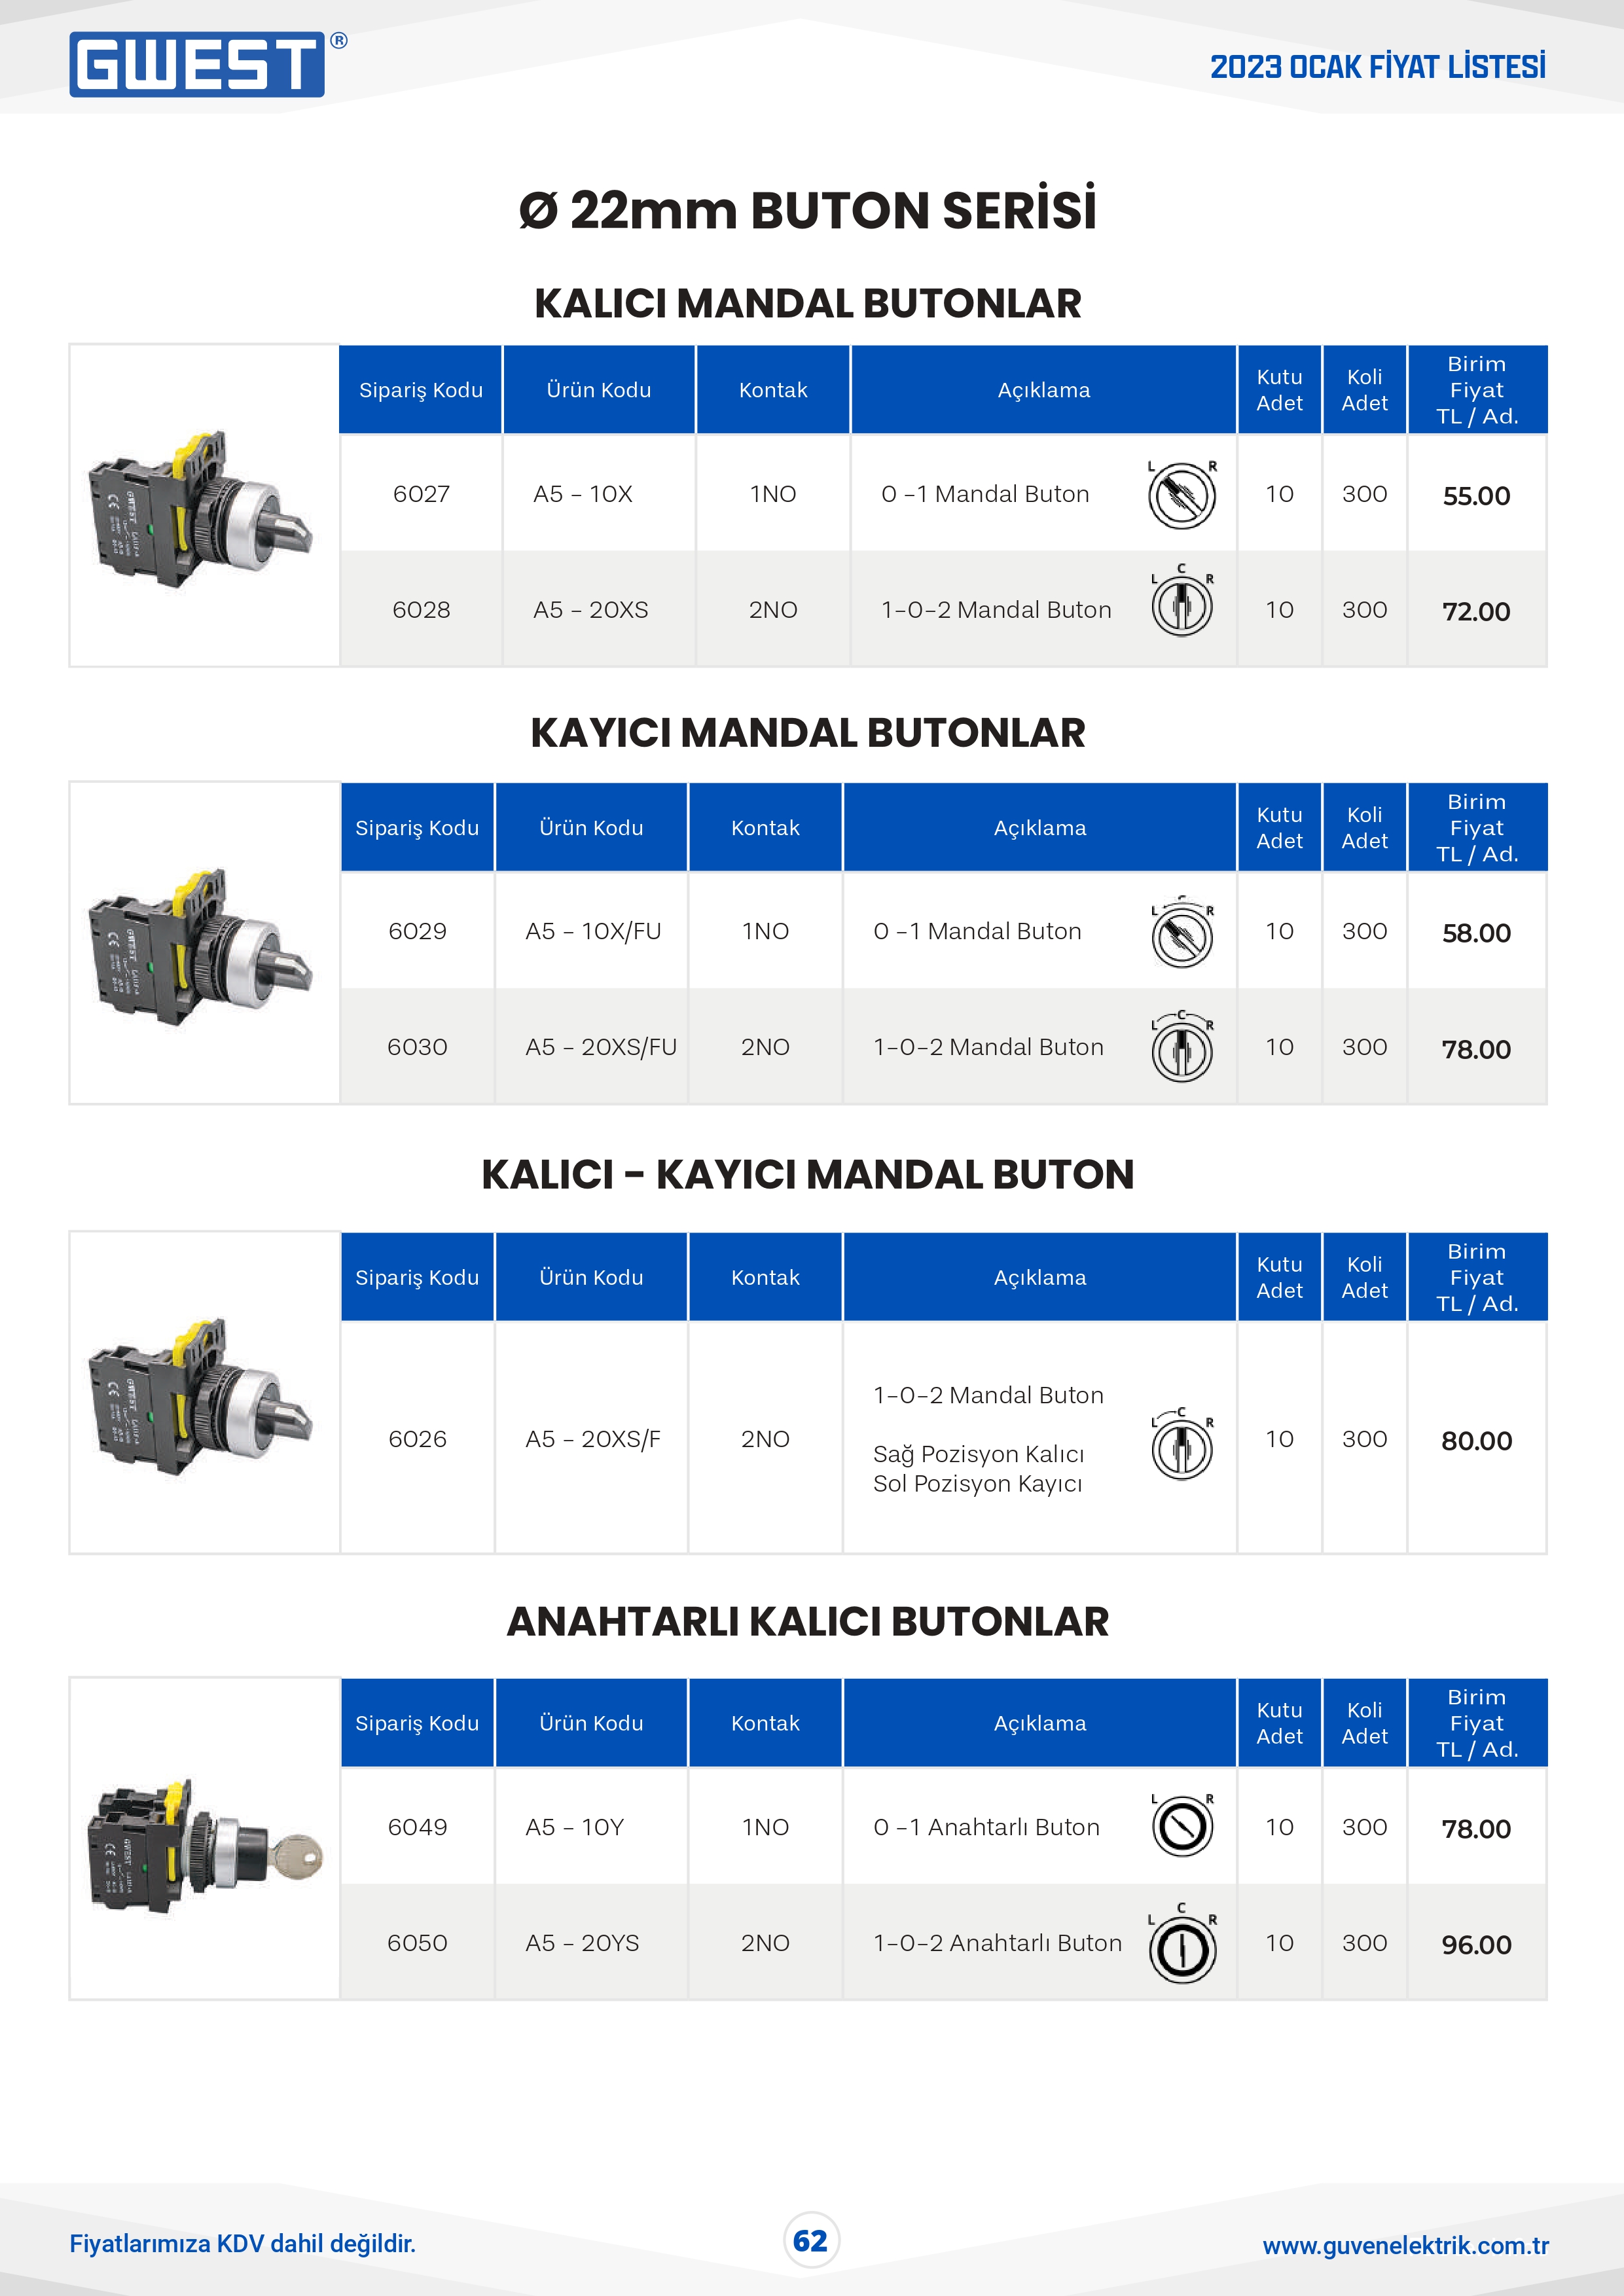 GWEST®
2023 OCAK FİYAT LİSTESİ
Ø 22mm BUTON SERİSİ
KALICI MANDAL BUTONLAR
Sipariş Kodu Ürün Kodu Kontak Açıklama Kutu Adet Koli Adet Birim Fiyat TL / Ad.
6027 A5 - 10X 1NO 0 -1 Mandal Buton L R 10 300 55.00
6028 A5 - 20XS 2NO 1-0-2 Mandal Buton L C R 10 300 72.00
KAYICI MANDAL BUTONLAR
Sipariş Kodu Ürün Kodu Kontak Açıklama Kutu Adet Koli Adet Birim Fiyat TL / Ad.
6029 A5 - 10X/FU 1NO 0 -1 Mandal Buton L R 10 300 58.00
6030 A5 - 20XS/FU 2NO 1-0-2 Mandal Buton L C R 10 300 78.00
KALICI - KAYICI MANDAL BUTON
Sipariş Kodu Ürün Kodu Kontak Açıklama Kutu Adet Koli Adet Birim Fiyat TL / Ad.
1-0-2 Mandal Buton
6026 A5 - 20XS/F 2NO L C R 10 300 80.00
Sağ Pozisyon Kalıcı
Sol Pozisyon Kayıcı
ANAHTARLI KALICI BUTONLAR
Sipariş Kodu Ürün Kodu Kontak Açıklama Kutu Adet Koli Adet Birim Fiyat TL / Ad.
6049 A5 - 10Y 1NO 0 -1 Anahtarlı Buton L R 10 300 78.00
6050 A5 - 20YS 2NO 1-0-2 Anahtarlı Buton L C R 10 300 96.00
Fiyatlarımıza KDV dahil değildir.
62
www.guvenelektrik.com.tr